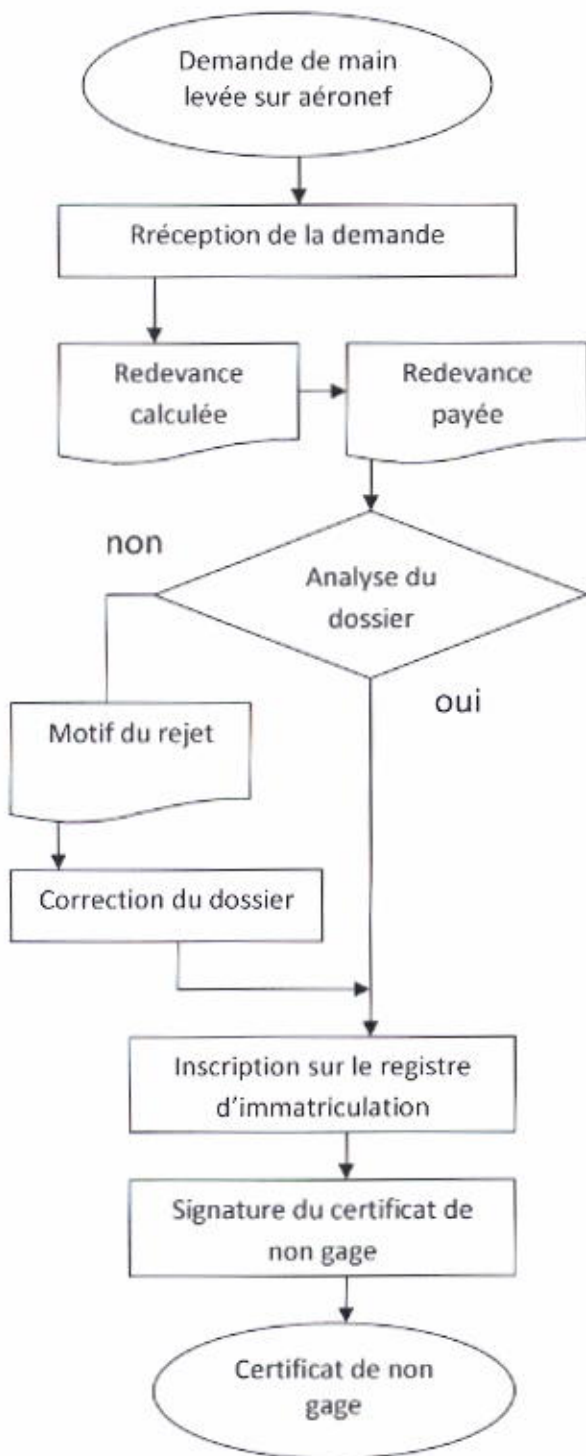 Demande de main
levée sur aéronef
Rréception de la demande
Redevance
calculée
Redevance
payée
non
Analyse du
dossier
oui
Motif du rejet
Correction du dossier
Inscription sur le registre
d'immatriculation
Signature du certificat de
non gage
Certificat de non
gage